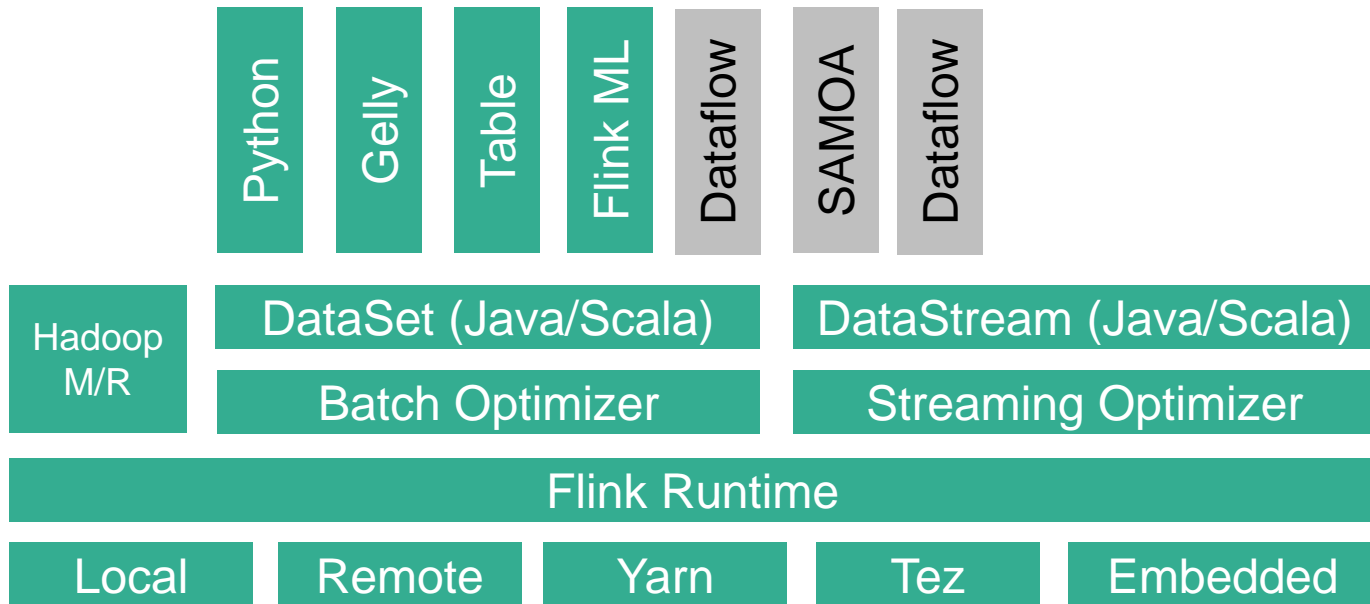 Python
Gelly
Table
Flink ML
Dataflow
SAMOA
Dataflow
Hadoop
M/R
DataSet (Java/Scala)
DataStream (Java/Scala)
Batch Optimizer
Streaming Optimizer
Flink Runtime
Local
Remote
Yarn
Tez
Embedded